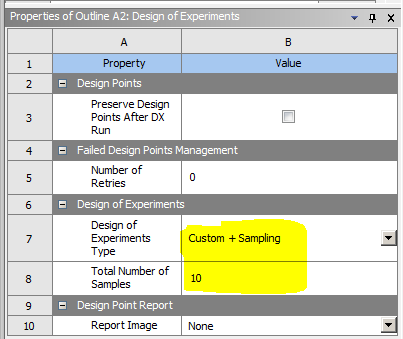 Properties of Outline A2: Design of Experiments
A B
1 Property Value
2 Design Points
3 Preserve Design Points After DX Run
4 Failed Design Points Management
5 Number of Retries 0
6 Design of Experiments
7 Design of Experiments Type Custom + Sampling
8 Total Number of Samples 10
9 Design Point Report
10 Report Image None